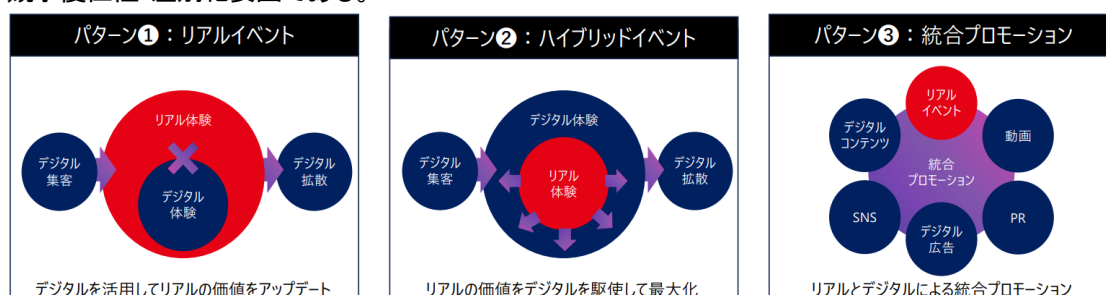 パターン❶：リアルイベント
リアル体験
デジタル
集客
デジタル
体験
デジタル
拡散
デジタルを活用してリアルの価値をアップデート
パターン❷：ハイブリッドイベント
デジタル体験
デジタル
集客
リアル
体験
デジタル
拡散
リアルの価値をデジタルを駆使して最大化
パターン❸：統合プロモーション
リアル
イベント
デジタル
コンテンツ
動画
統合
プロモーション
SNS
PR
デジタル
広告
リアルとデジタルによる統合プロモーション